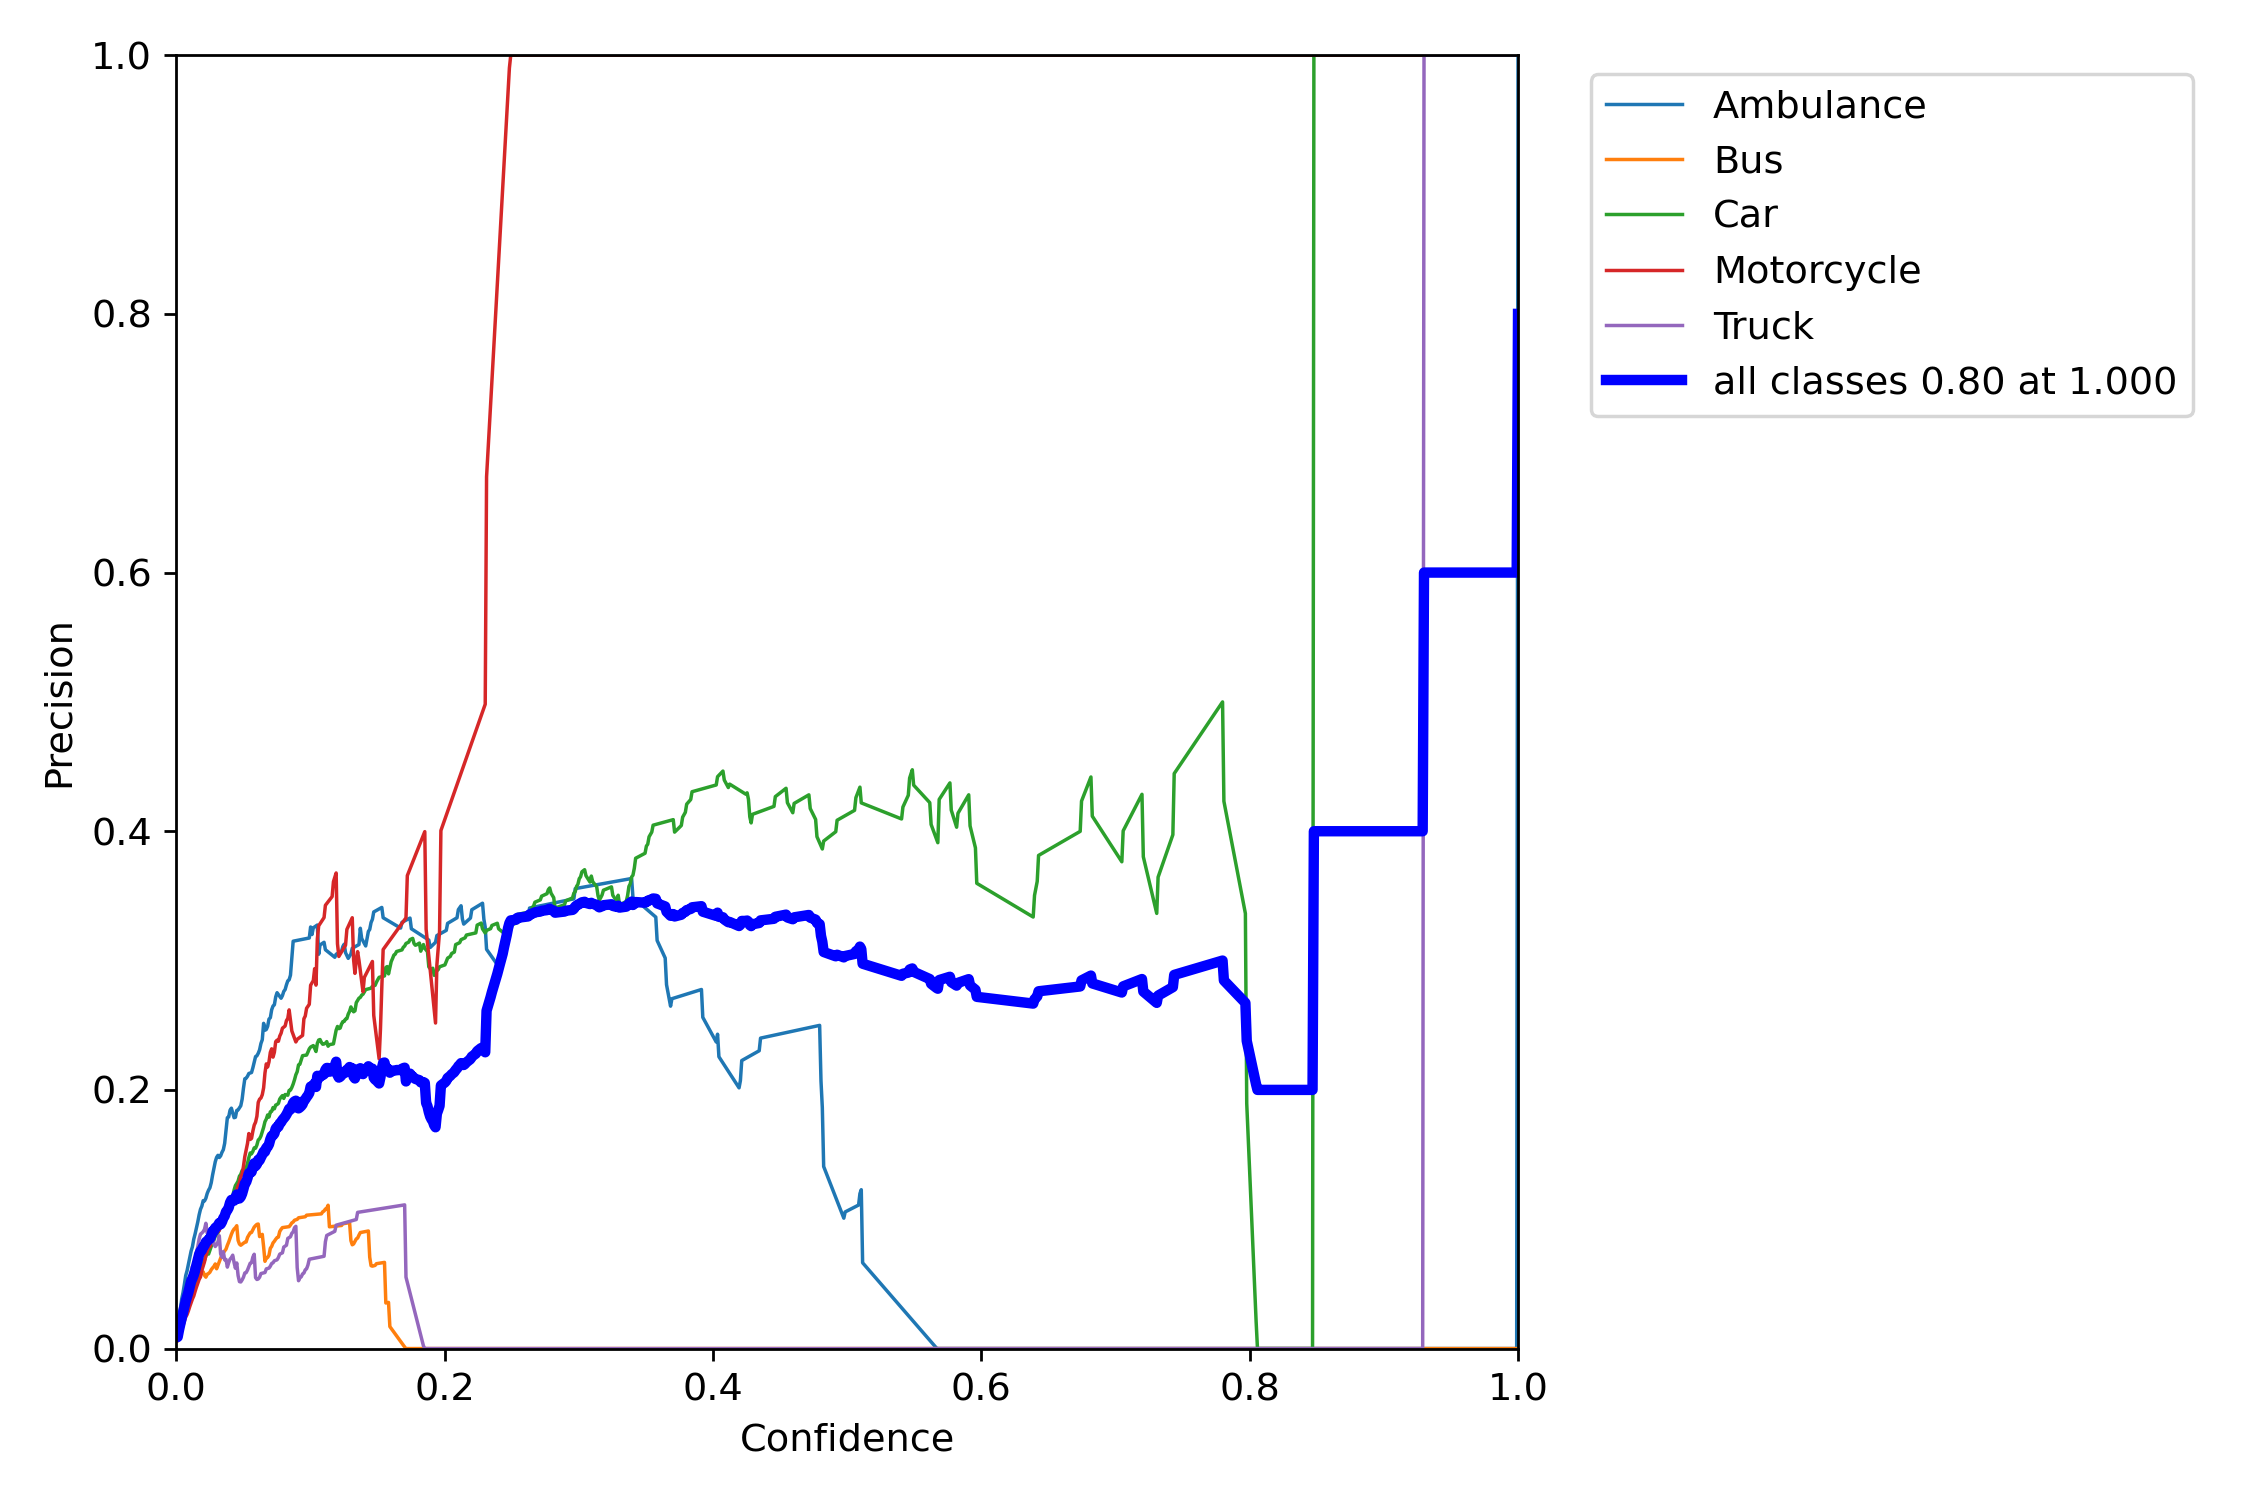 1.0
0.8
0.6
0.4
0.2
0.0
Precision
0.0 0.2 0.4 0.6 0.8 1.0
Confidence
Ambulance
Bus
Car
Motorcycle
Truck
all classes 0.80 at 1.000